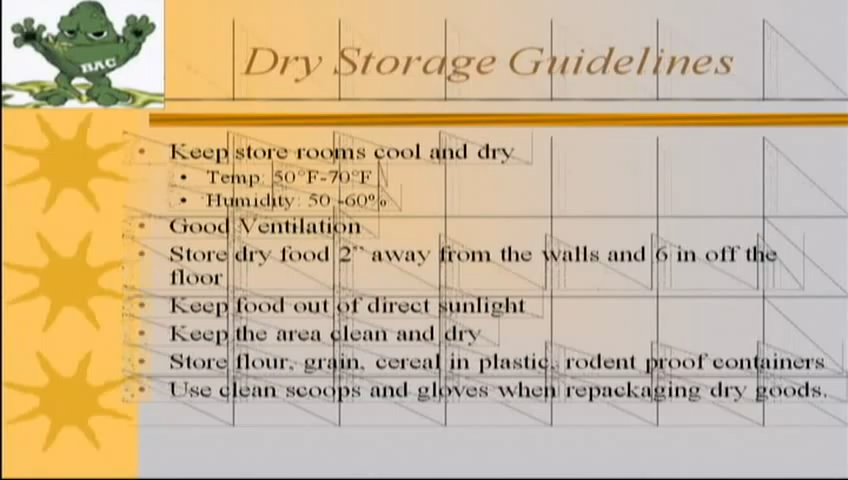 BAC
Dry Storage Guidelines
• Keep store rooms cool and dry
• Temp: 50°F-70°F
• Humidity: 50 -60%
• Good Ventilation
• Store dry food 2” away from the walls and 6 in off the
floor
• Keep food out of direct sunlight
• Keep the area clean and dry
• Store flour, grain, cereal in plastic, rodent proof containers
• Use clean scoops and gloves when repackaging dry goods.